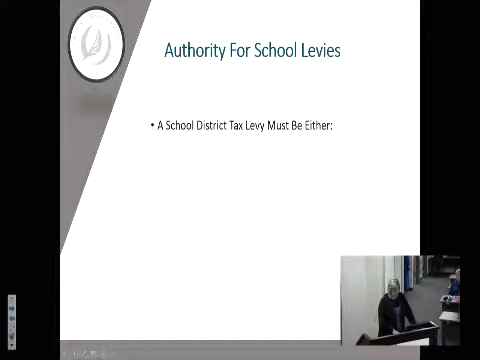 Authority For School Levies
• A School District Tax Levy Must Be Either: